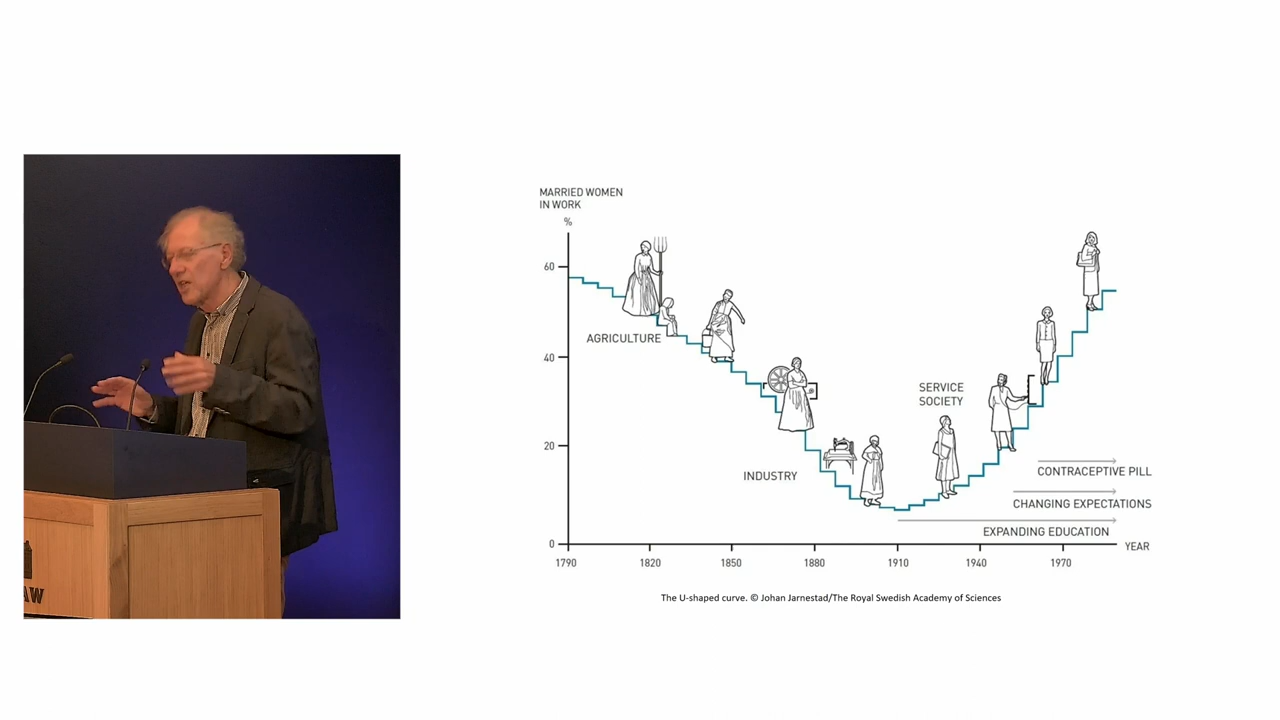 MARRIED WOMEN
IN WORK
%
60
40
20
0
AGRICULTURE
INDUSTRY
SERVICE
SOCIETY
CONTRACEPTIVE PILL
CHANGING EXPECTATIONS
EXPANDING EDUCATION
YEAR
1790
1820
1850
1880
1910
1940
1970
The U-shaped curve. © Johan Jarnestad/The Royal Swedish Academy of Sciences
AW